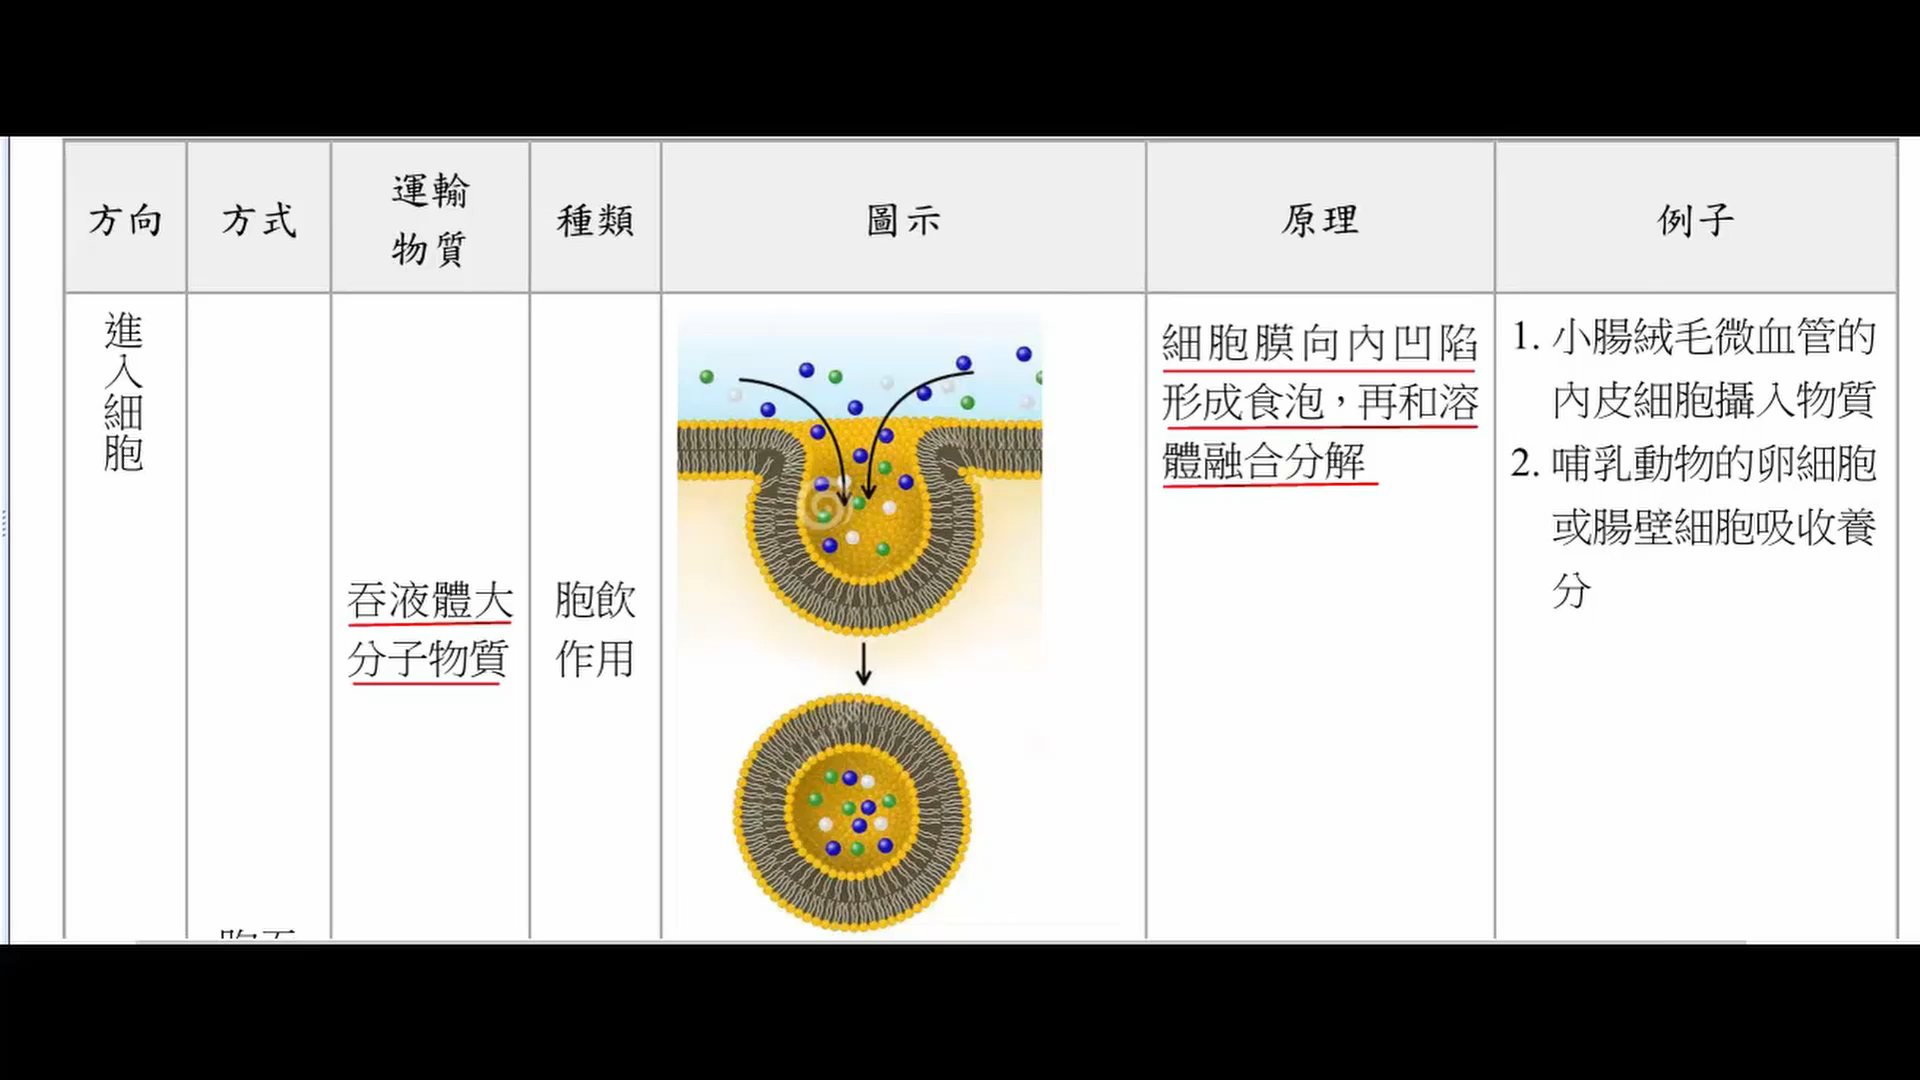 方向
方式
運輸
物質
種類
圖示
原理
例子
進入細胞
吞液體大
分子物質
胞飲
作用
細胞膜向內凹陷
形成食泡，再和溶
體融合分解
1. 小腸絨毛微血管的
內皮細胞攝入物質
2. 哺乳動物的卵細胞
或腸壁細胞吸收養
分